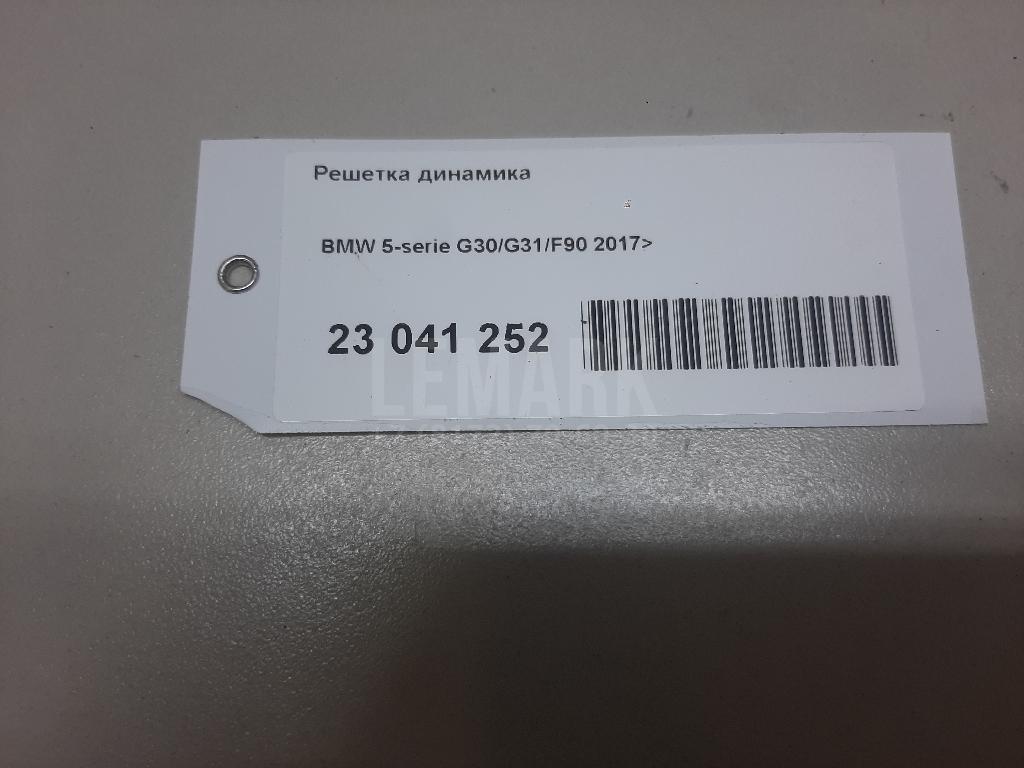 Решетка динамика
BMW 5-serie G30/G31/F90 2017>
23 041 252
LEMARK